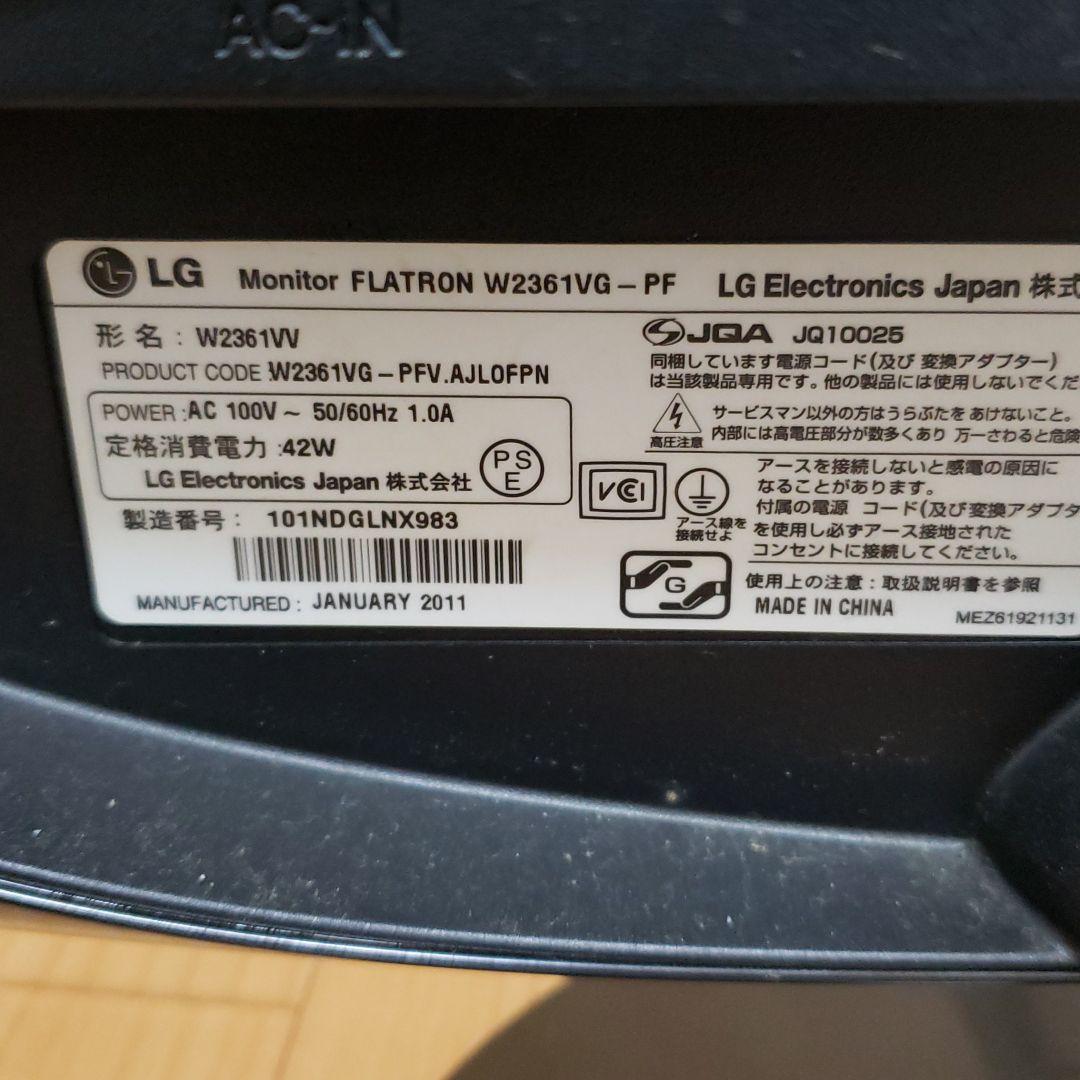 AC-IN
LG Monitor FLATRON W2361VG-PF LG Electronics Japan 株式
形 名 : W2361VV
PRODUCT CODE :W2361VG-PFV.AJLOFPN
POWER : AC 100V ~ 50/60Hz 1.0A
定格消費電力 : 42W
LG Electronics Japan 株式会社
PS
E
製造番号 : 101NDGLNX983
MANUFACTURED : JANUARY 2011
JQA JQ10025
同梱しています電源コード(及び 変換アダプター)
は当該製品専用です。他の製品には使用しないでくだ
高圧注意
サービスマン以外の方はうらぶたを あけないこと。
内部には高電圧部分が数多くあり 万一さわると危険
VCCI
アース線を
接続せよ
アースを接続しないと感電の原因に
なることがあります。
付属の電源 コード(及び変換アダプタ
を使用し必ずアース接地された
コンセントに接続してください。
G
使用上の注意 : 取扱説明書を参照
MADE IN CHINA
MEZ61921131